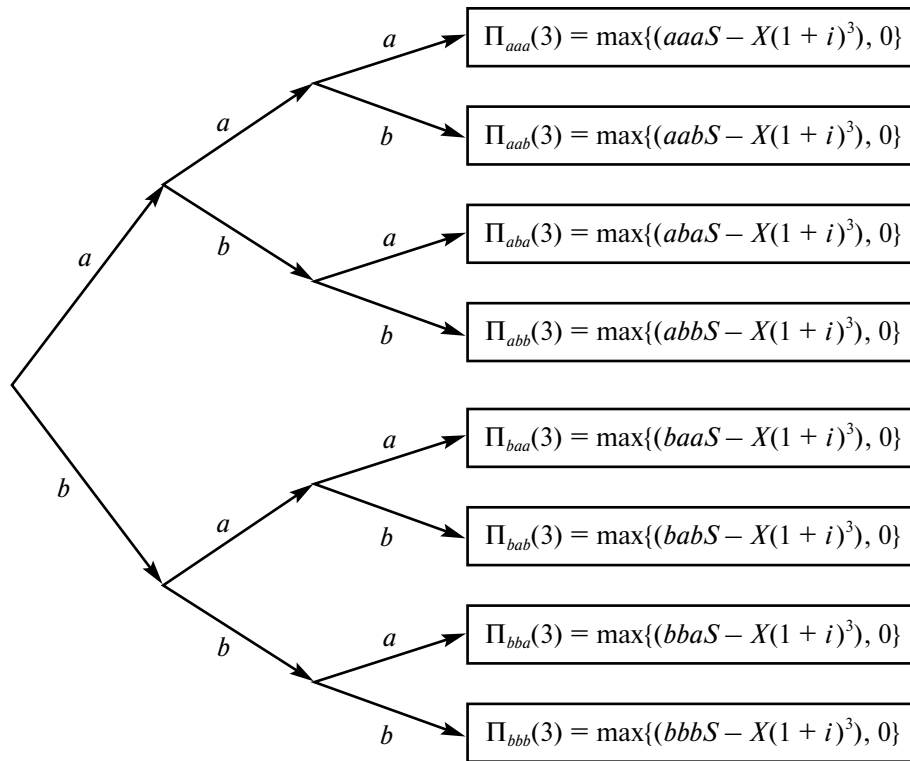 a
Π_aaa(3) = max{(aaaS – X(1 + i)³), 0}
a
b
Π_aab(3) = max{(aabS – X(1 + i)³), 0}
a
b
a
Π_aba(3) = max{(abaS – X(1 + i)³), 0}
b
Π_abb(3) = max{(abbS – X(1 + i)³), 0}
b
a
Π_baa(3) = max{(baaS – X(1 + i)³), 0}
a
b
Π_bab(3) = max{(babS – X(1 + i)³), 0}
b
a
Π_bba(3) = max{(bbaS – X(1 + i)³), 0}
b
Π_bbb(3) = max{(bbbS – X(1 + i)³), 0}